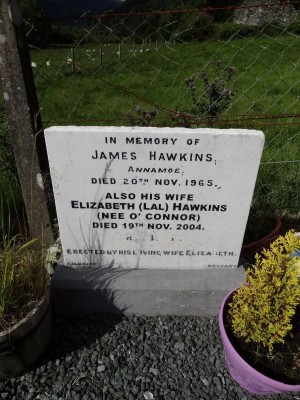 IN MEMORY OF
JAMES HAWKINS,
ANNAMOE,
DIED 20TH NOV. 1965.
ALSO HIS WIFE
ELIZABETH (LAL) HAWKINS
(NEE O' CONNOR)
DIED 19TH NOV. 2004.
R. I. P.
ERECTED BY HIS LOVING WIFE ELIZABETH.